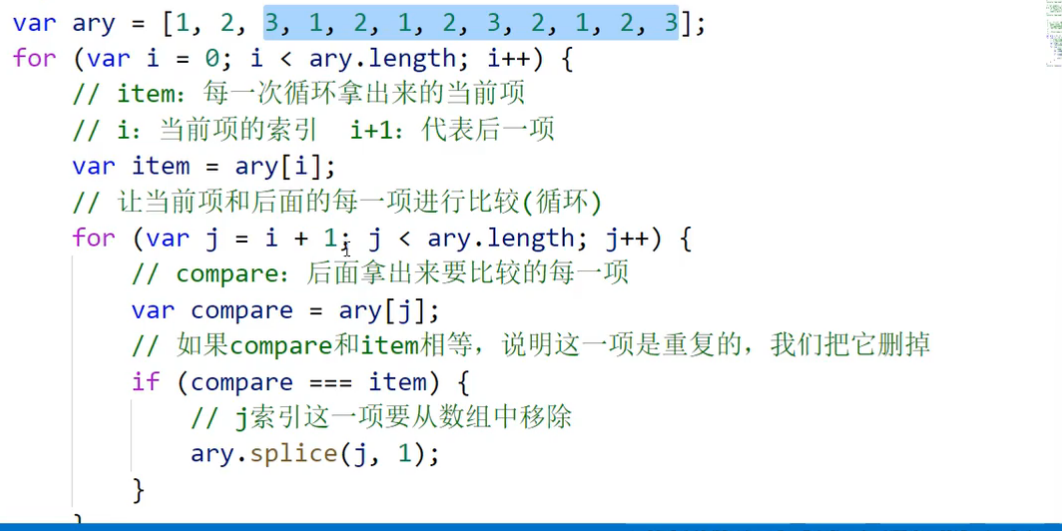 var ary = [1, 2, 3, 1, 2, 1, 2, 3, 2, 1, 2, 3];
for (var i = 0; i < ary.length; i++) {
// item: 每一次循环拿出来的当前项
// i: 当前项的索引  i+1: 代表后一项
var item = ary[i];
// 让当前项和后面的每一项进行比较(循环)
for (var j = i + 1; j < ary.length; j++) {
// compare: 后面拿出来要比较的每一项
var compare = ary[j];
// 如果compare和item相等，说明这一项是重复的，我们把它删掉
if (compare === item) {
// j索引这一项要从数组中移除
ary.splice(j, 1);
}